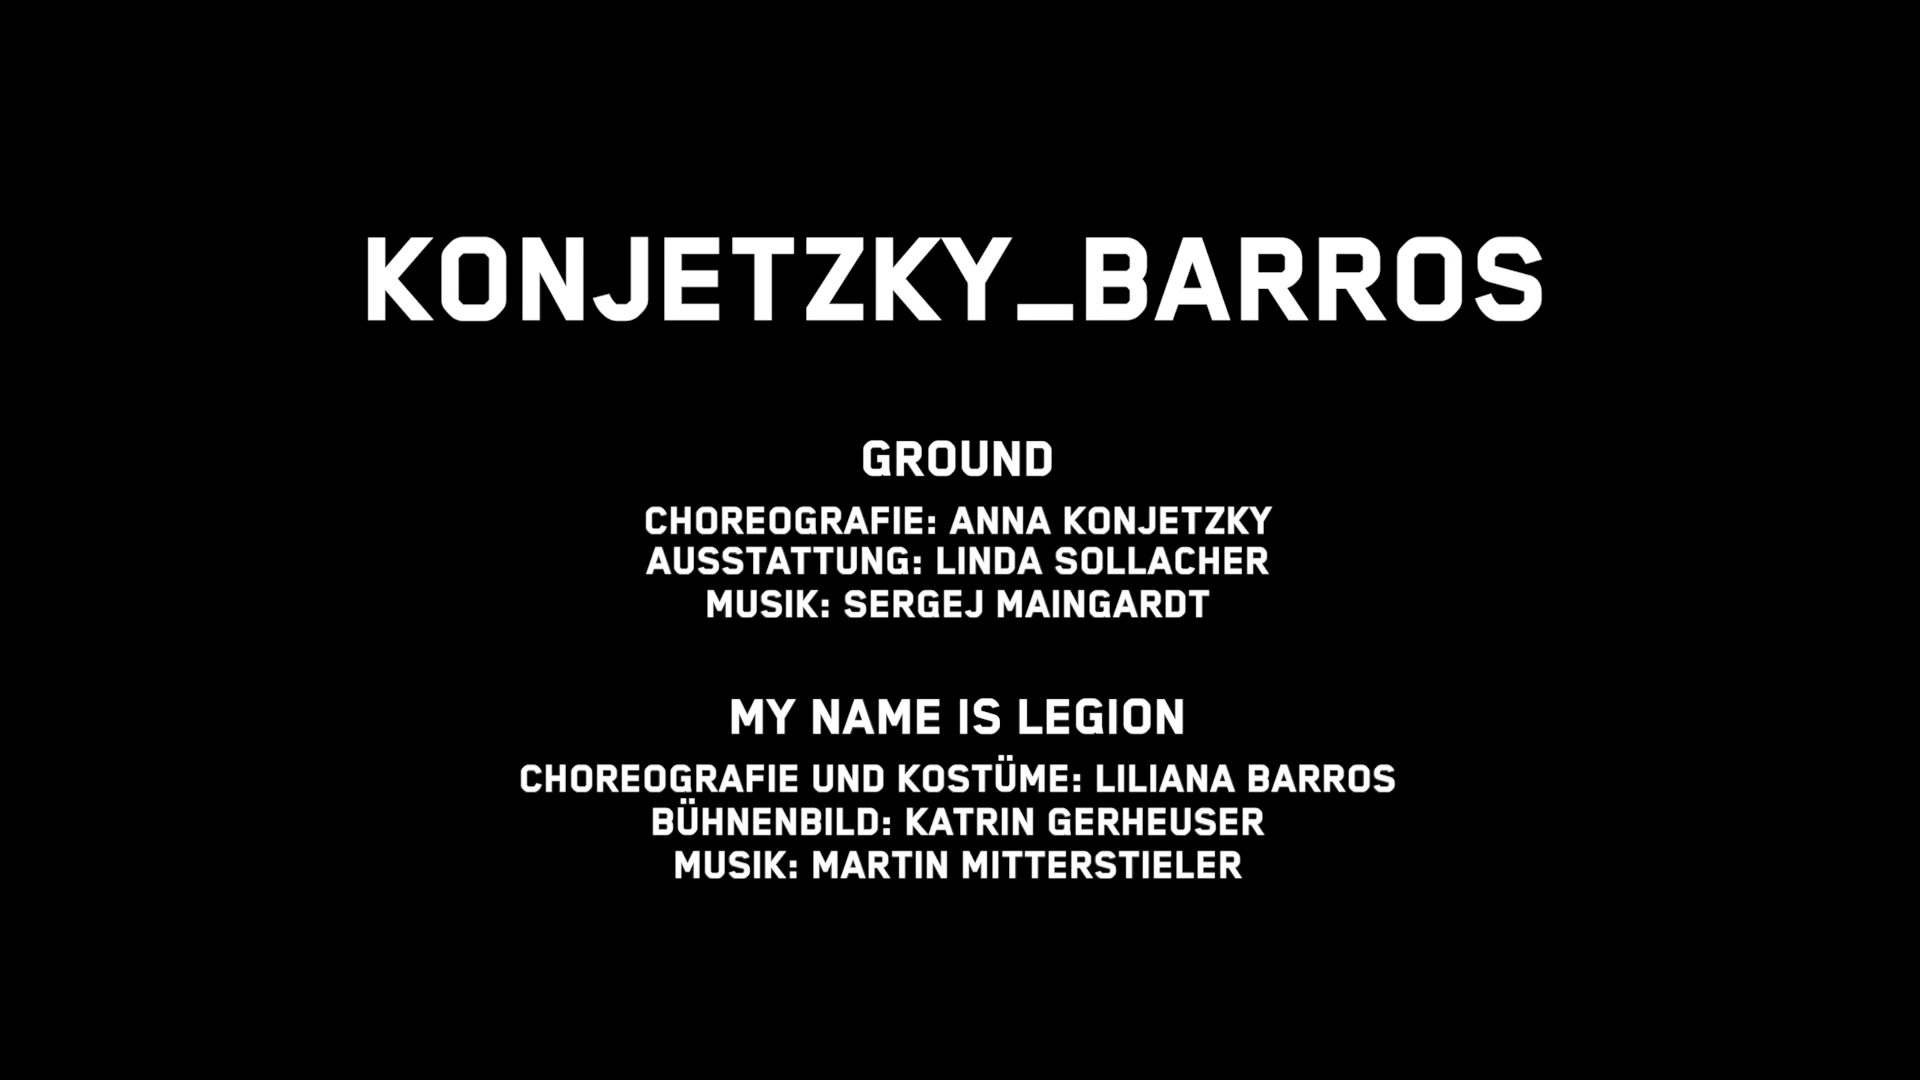 KONJETZKY_BARROS
GROUND
CHOREOGRAFIE: ANNA KONJETZKY
AUSSTATTUNG: LINDA SOLLACHER
MUSIK: SERGEJ MAINGARDT
MY NAME IS LEGION
CHOREOGRAFIE UND KOSTÜME: LILIANA BARROS
BÜHNENBILD: KATRIN GERHEUSER
MUSIK: MARTIN MITTERSTIELER